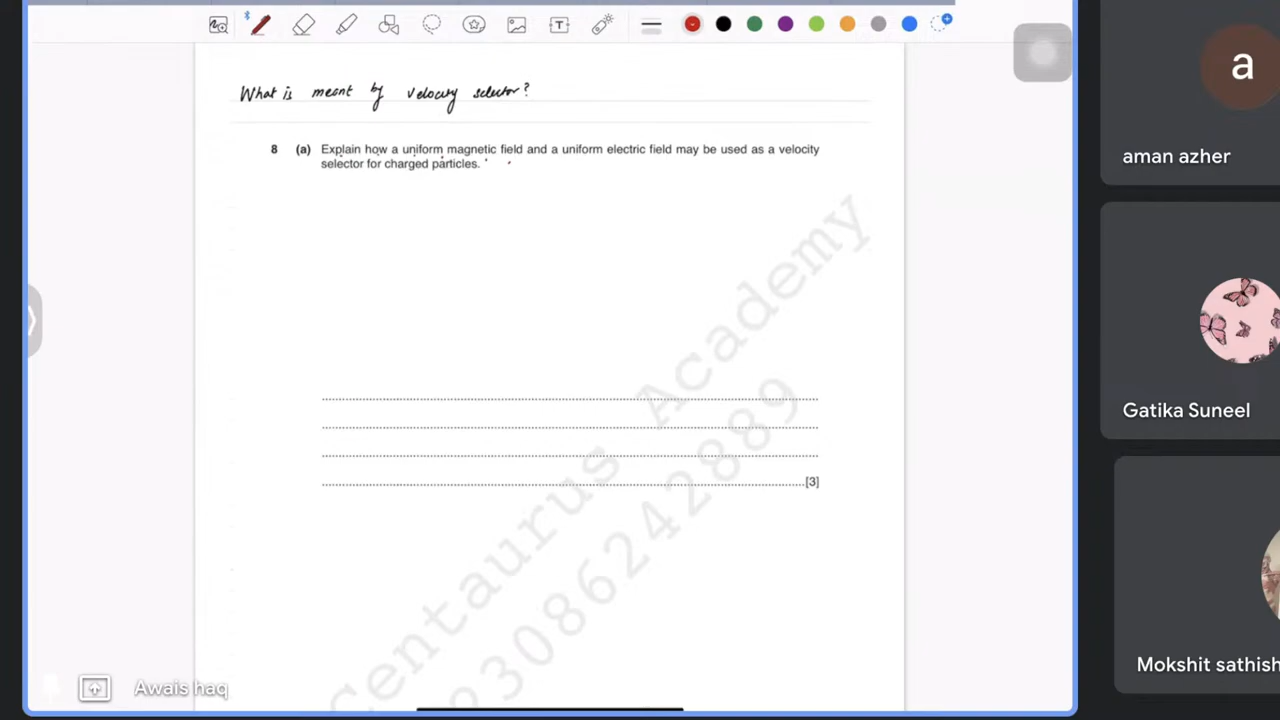 What is meant by velocity selector?
8 (a) Explain how a uniform magnetic field and a uniform electric field may be used as a velocity
selector for charged particles.
[3]
Centaurus Academy
03086242889
Awais haq
a
aman azher
Gatika Suneel
Mokshit sathish